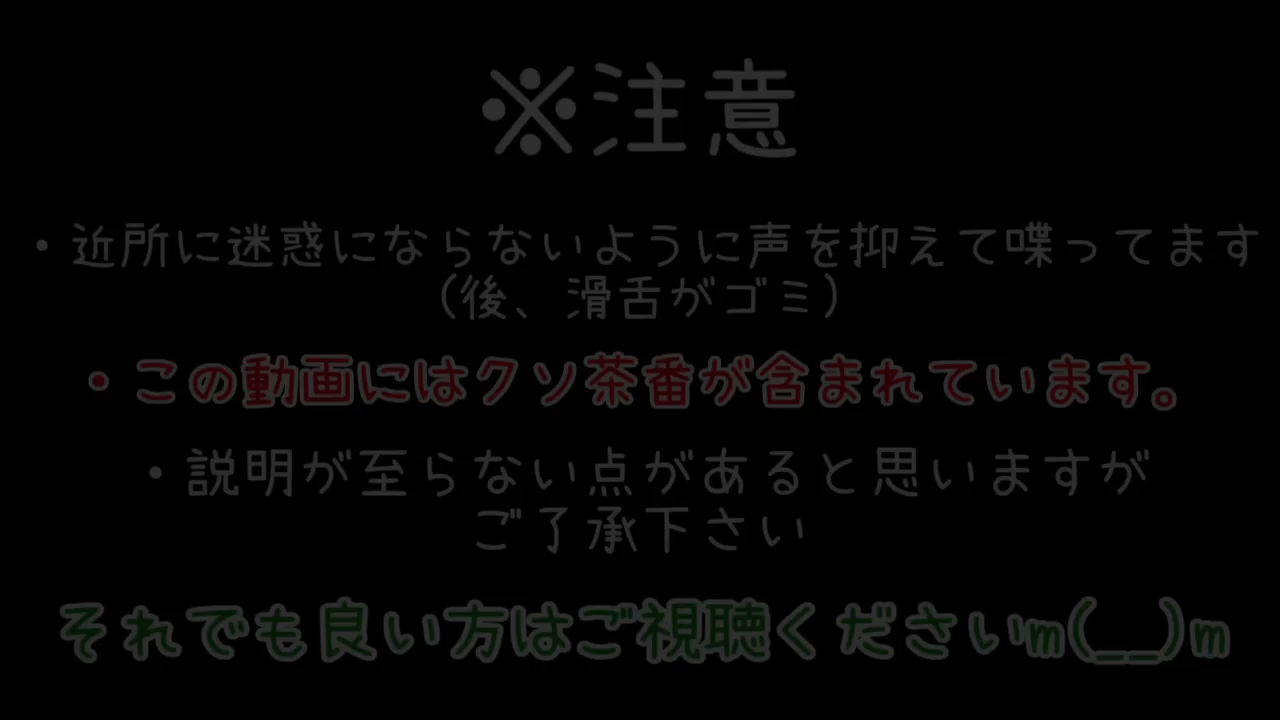 ※注意
・近所に迷惑にならないように声を抑えて喋ってます
(後、滑舌がゴミ)
・この動画にはクソ茶番が含まれています。
・説明が至らない点があると思いますが
ご了承下さい
それでも良い方はご視聴くださいm(__)m